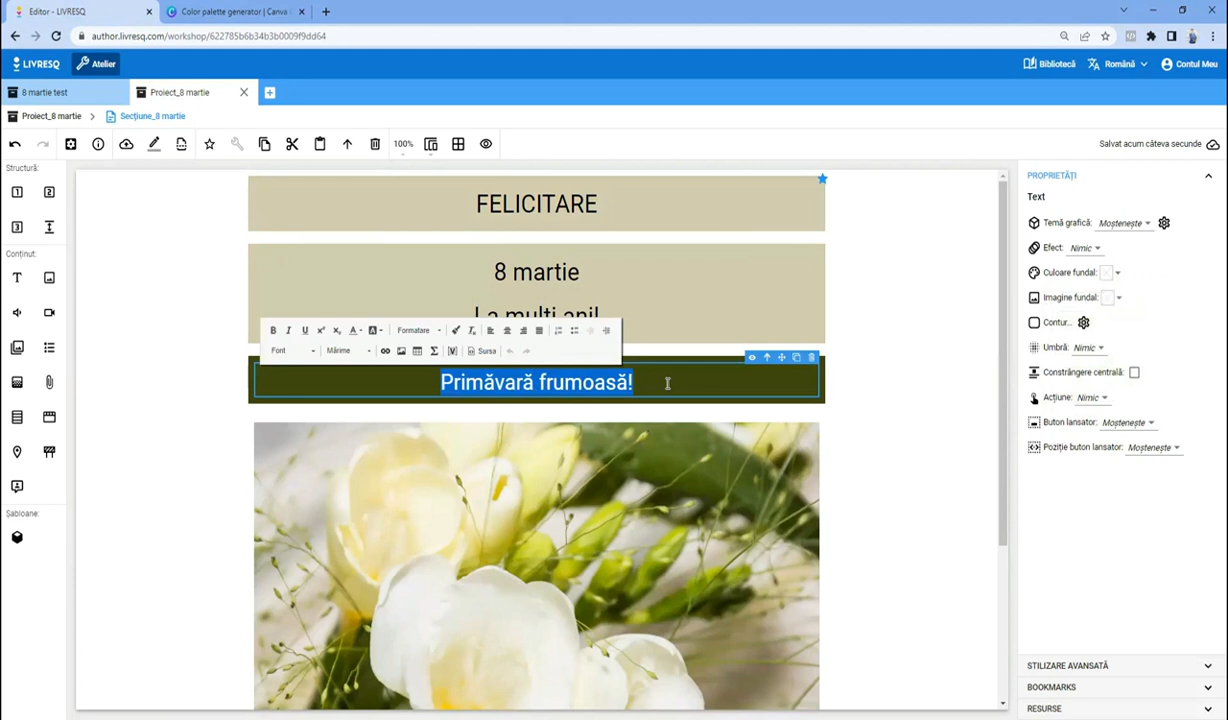 Editor - LIVRESQ
Color palette generator | Canva
author.livresq.com/workshop/622785b6b34b3b0009f9dd64
LIVRESQ
Atelier
Bibliotecă
Română
Contul Meu
8 martie test
Proiect_8 martie
Proiect_8 martie
Secțiune_8 martie
100%
Salvat acum câteva secunde
Structură:
Conținut:
Șabloane:
FELICITARE
8 martie
La mulți ani!
Formatare
Font
Mărime
Sursa
Primăvară frumoasă!
PROPRIETĂȚI
Text
Temă grafică: Moștenește
Efect: Nimic
Culoare fundal:
Imagine fundal:
Contur...
Umbră: Nimic
Constrângere centrală:
Acțiune: Nimic
Buton lansator: Moștenește
Poziție buton lansator: Moștenește
STILIZARE AVANSATĂ
BOOKMARKS
RESURSE